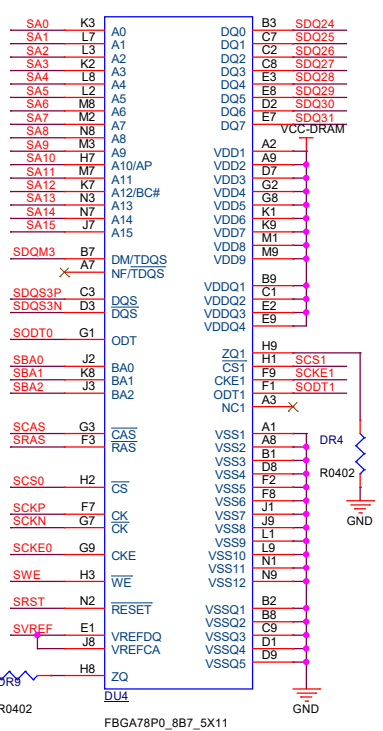 SA0 K3 A0 DQ0 B3 SDQ24
SA1 L7 A1 DQ1 C7 SDQ25
SA2 L3 A2 DQ2 C2 SDQ26
SA3 K2 A3 DQ3 C8 SDQ27
SA4 L8 A4 DQ4 E3 SDQ28
SA5 L2 A5 DQ5 E8 SDQ29
SA6 M8 A6 DQ6 D2 SDQ30
SA7 M2 A7 DQ7 E7 SDQ31
SA8 N8 A8 VCC-DRAM
SA9 M3 A9 VDD1 A2
SA10 H7 A10/AP VDD2 A9
SA11 M7 A11 VDD3 D7
SA12 K7 A12/BC# VDD4 G2
SA13 N3 A13 VDD5 G8
SA14 N7 A14 VDD6 K1
SA15 J7 A15 VDD7 K9
VDD8 M1
SDQM3 B7 DM/TDQS VDD9 M9
A7 NF/TDQS
VDDQ1 B9
SDQS3P C3 DQS VDDQ2 C1
SDQS3N D3 DQS VDDQ3 E2
VDDQ4 E9
SODT0 G1 ODT
ZQ1 H9
SBA0 J2 BA0 CS1 H1 SCS1
SBA1 K8 BA1 CKE1 F9 SCKE1
SBA2 J3 BA2 ODT1 F1 SODT1
NC1 A3
SCAS G3 CAS VSS1 A1
SRAS F3 RAS VSS2 A8 DR4
VSS3 B1
VSS4 D8
SCS0 H2 CS VSS5 F2 R0402
VSS6 F8
SCKP F7 CK VSS7 J1
SCKN G7 CK VSS8 J9 GND
VSS9 L1
SCKE0 G9 CKE VSS10 L9
VSS11 N1
SWE H3 WE VSS12 N9
SRST N2 RESET VSSQ1 B2
VSSQ2 B8
SVREF E1 VREFDQ VSSQ3 C9
J8 VREFCA VSSQ4 D1
VSSQ5 D9
H8 ZQ
DR9 DU4
R0402 GND
FBGA78P0_8B7_5X11